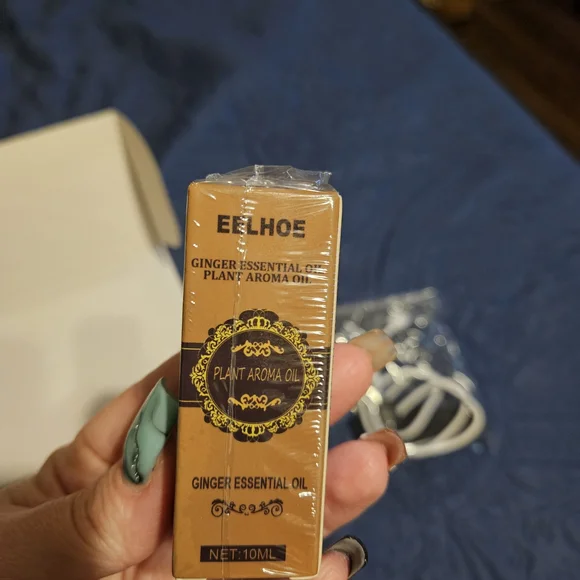 EELHOE
GINGER ESSENTIAL OIL
PLANT AROMA OIL
PLANT AROMA OIL
GINGER ESSENTIAL OIL
NET:10ML